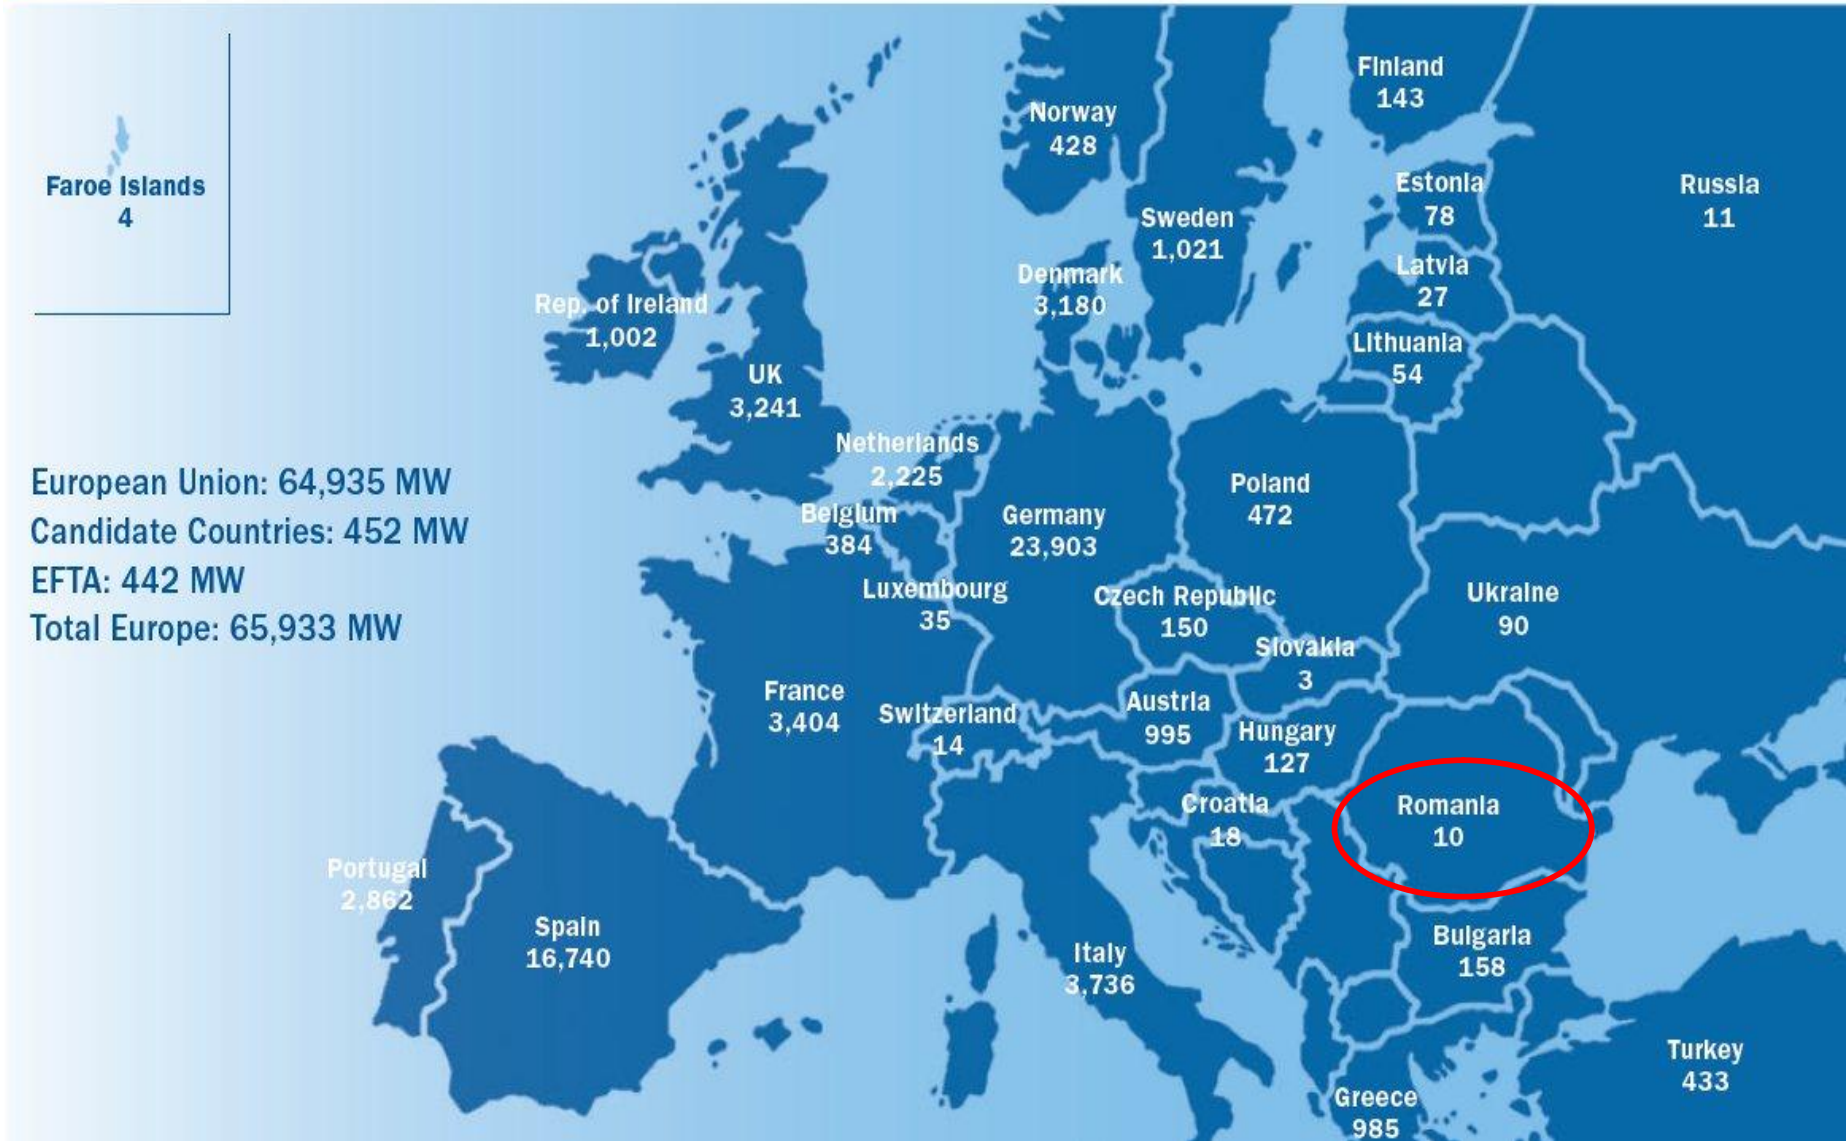 Faroe Islands
4
Norway
428
Finland
143
Sweden
1,021
Estonia
78
Russia
11
Latvia
27
Denmark
3,180
Rep. of Ireland
1,002
Lithuania
54
UK
3,241
Netherlands
2,225
European Union: 64,935 MW
Candidate Countries: 452 MW
EFTA: 442 MW
Total Europe: 65,933 MW
Belgium
384
Germany
23,903
Poland
472
Luxembourg
35
Czech Republic
150
Ukraine
90
Slovakia
3
France
3,404
Switzerland
14
Austria
995
Hungary
127
Croatia
18
Romania
10
Portugal
2,862
Spain
16,740
Italy
3,736
Bulgaria
158
Turkey
433
Greece
985